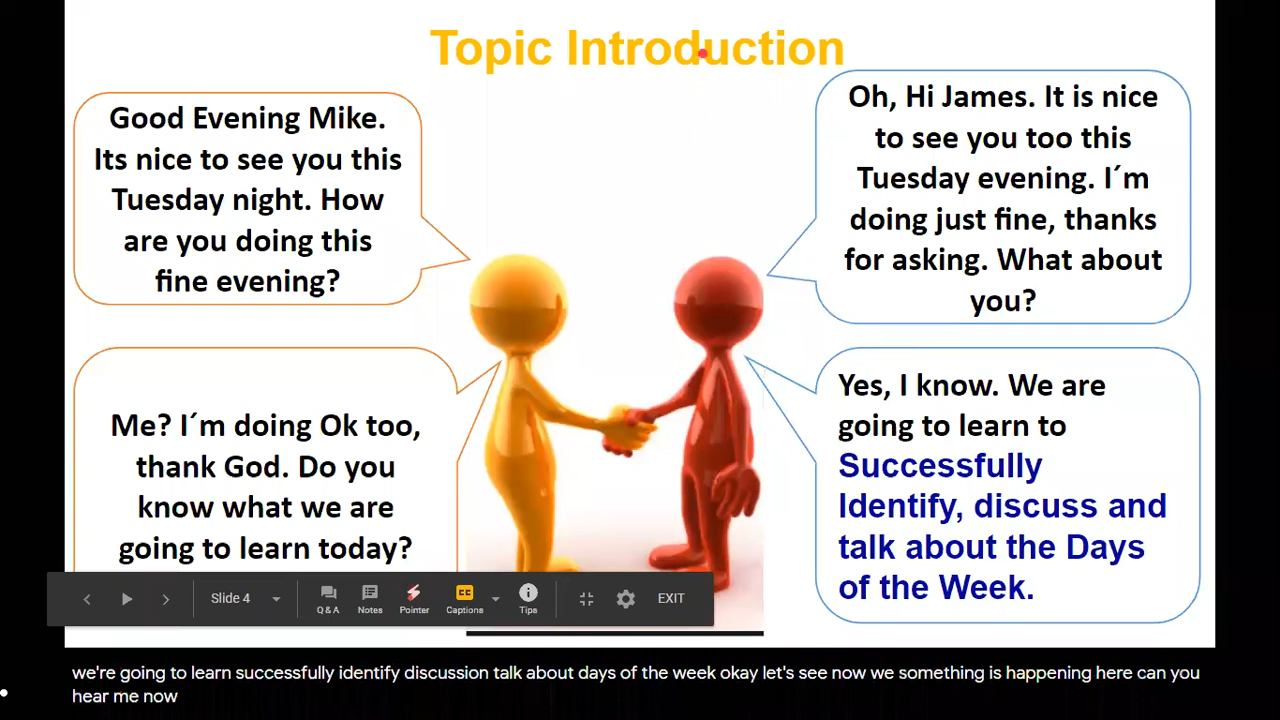 Topic Introduction
Good Evening Mike.
Its nice to see you this
Tuesday night. How
are you doing this
fine evening?
Oh, Hi James. It is nice
to see you too this
Tuesday evening. I´m
doing just fine, thanks
for asking. What about
you?
Me? I´m doing Ok too,
thank God. Do you
know what we are
going to learn today?
Yes, I know. We are
going to learn to
Successfully
Identify, discuss and
talk about the Days
of the Week.
Slide 4
Q & A
Notes
Pointer
CC
Captions
Tips
EXIT
we're going to learn successfully identify discussion talk about days of the week okay let's see now we something is happening here can you
hear me now